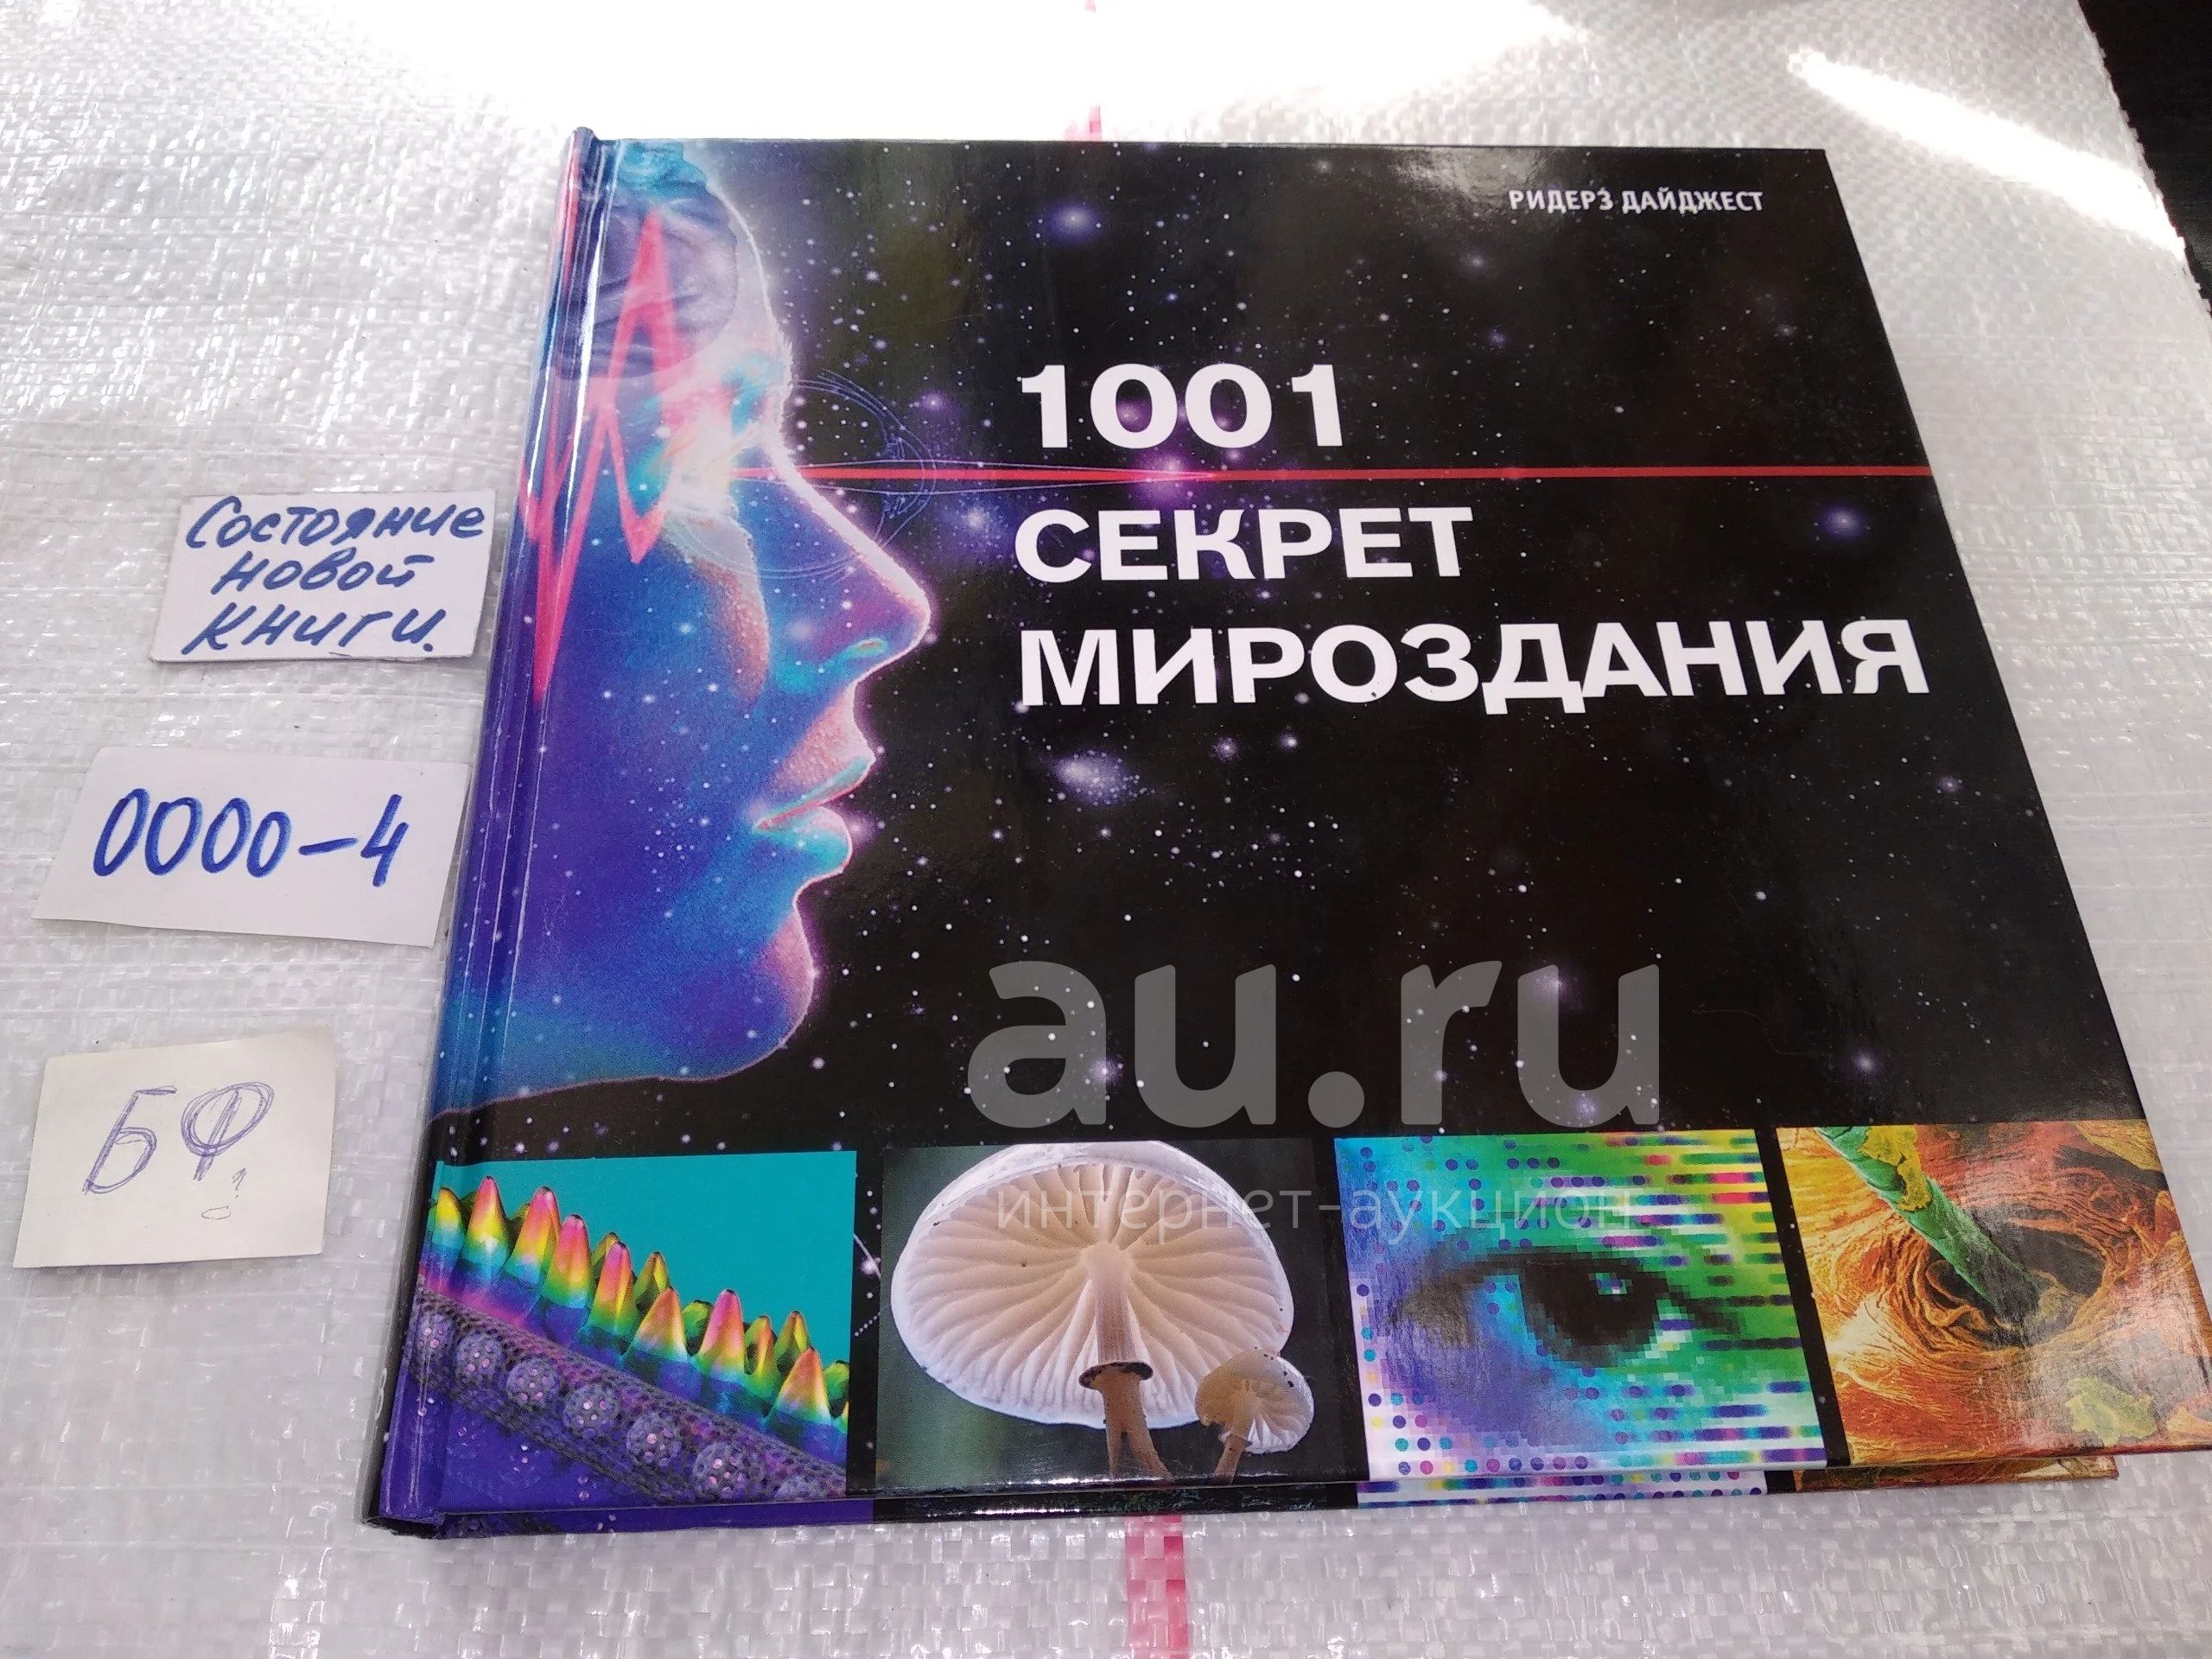 РИДЕРЗ ДАЙДЖЕСТ
1001
СЕКРЕТ
МИРОЗДАНИЯ
Состояние
новой
книги.
0000-4
БФ
au.ru
интернет-аукцион